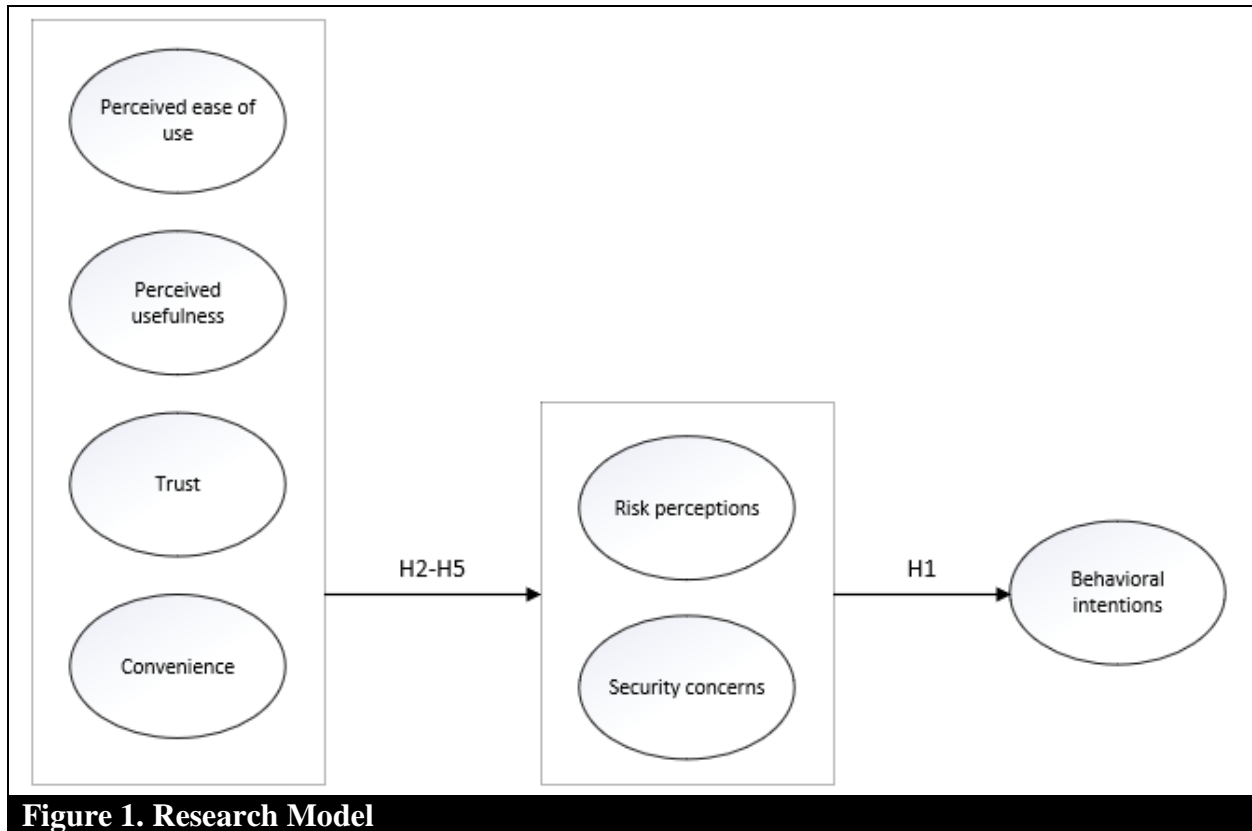 Perceived ease of
use
Perceived
usefulness
Trust
Convenience
H2-H5
Risk perceptions
Security concerns
H1
Behavioral
intentions
Figure 1. Research Model